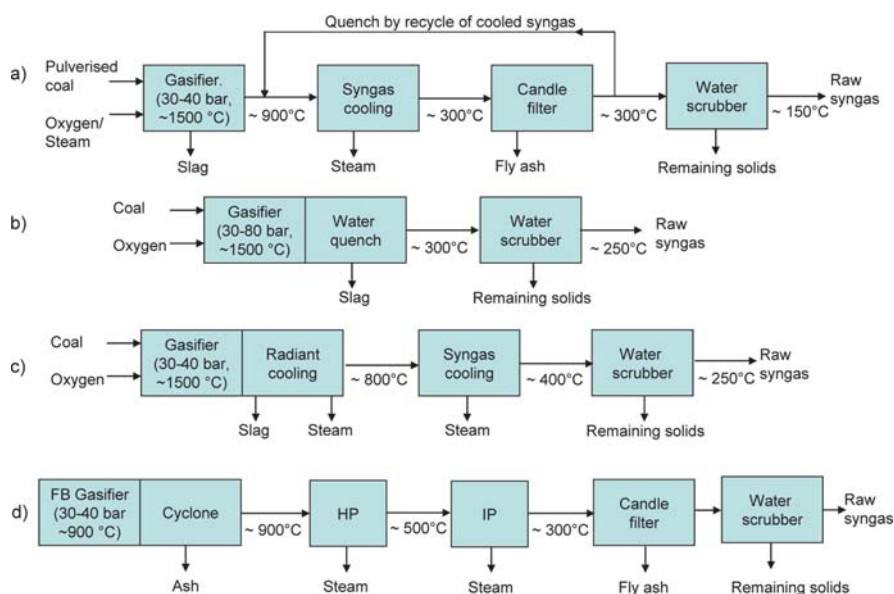 Quench by recycle of cooled syngas
a)
Pulverised
coal
Oxygen/
Steam
Gasifier.
(30-40 bar,
~1500 °C)
~ 900°C
Syngas
cooling
~ 300°C
Candle
filter
~ 300°C
Water
scrubber
~ 150°C
Raw
syngas
Slag
Steam
Fly ash
Remaining solids
b)
Coal
Oxygen
Gasifier
(30-80 bar,
~1500 °C)
Water
quench
~ 300°C
Water
scrubber
~ 250°C
Raw
syngas
Slag
Remaining solids
c)
Coal
Oxygen
Gasifier
(30-40 bar,
~1500 °C)
Radiant
cooling
~ 800°C
Syngas
cooling
~ 400°C
Water
scrubber
~ 250°C
Raw
syngas
Slag
Steam
Steam
Remaining solids
d)
FB Gasifier
(30-40 bar
~900 °C)
Cyclone
~ 900°C
HP
~ 500°C
IP
~ 300°C
Candle
filter
Water
scrubber
Raw
syngas
Ash
Steam
Steam
Fly ash
Remaining solids